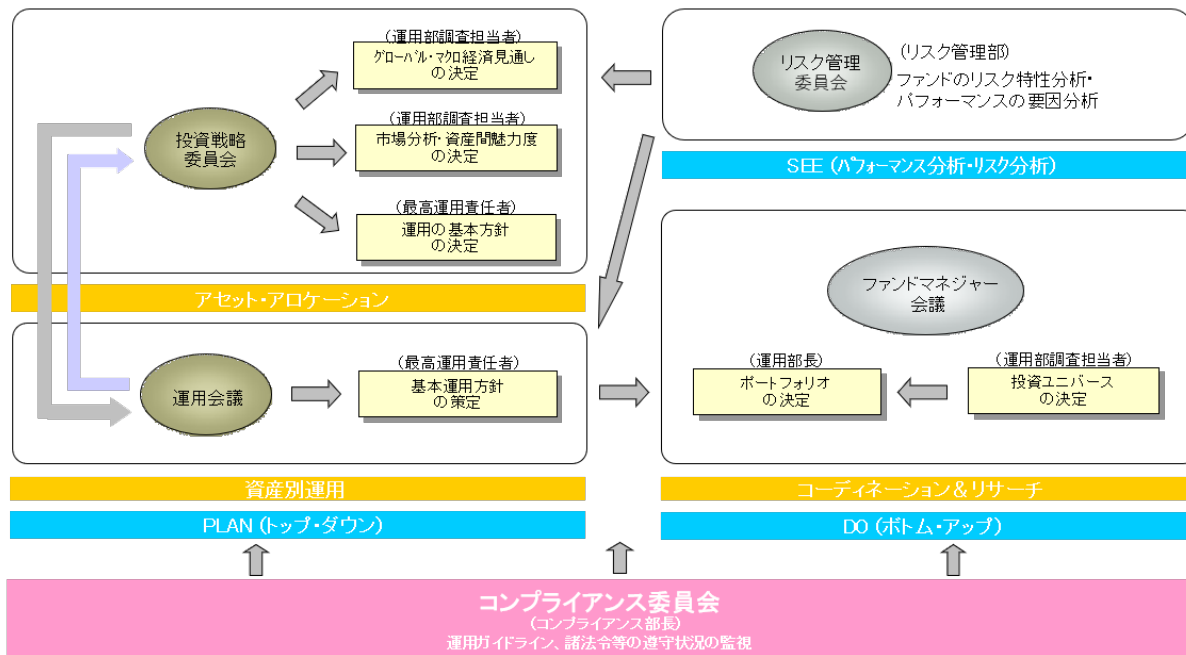 (運用部調査担当者)
グローバル・マクロ経済見通し
の決定
投資戦略
委員会
(運用部調査担当者)
市場分析・資産間魅力度
の決定
(最高運用責任者)
運用の基本方針
の決定
アセット・アロケーション
運用会議
(最高運用責任者)
基本運用方針
の策定
資産別運用
PLAN (トップ・ダウン)
リスク管理
委員会
(リスク管理部)
ファンドのリスク特性分析・
パフォーマンスの要因分析
SEE (パフォーマンス分析・リスク分析)
ファンドマネジャー
会議
(運用部長)
ポートフォリオ
の決定
(運用部調査担当者)
投資ユニバース
の決定
コーディネーション&リサーチ
DO (ボトム・アップ)
コンプライアンス委員会
(コンプライアンス部長)
運用ガイドライン、諸法令等の遵守状況の監視